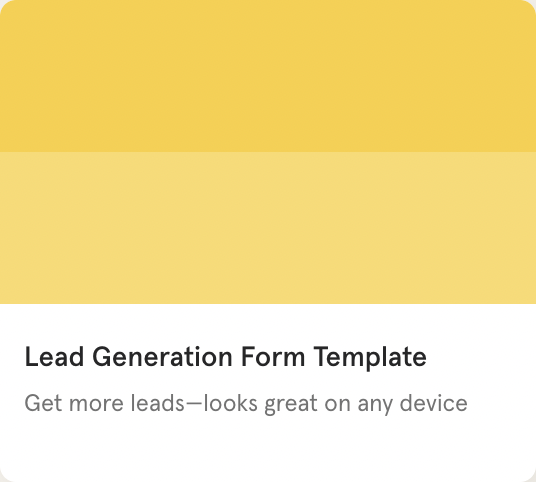 Lead Generation Form Template
Get more leads—looks great on any device